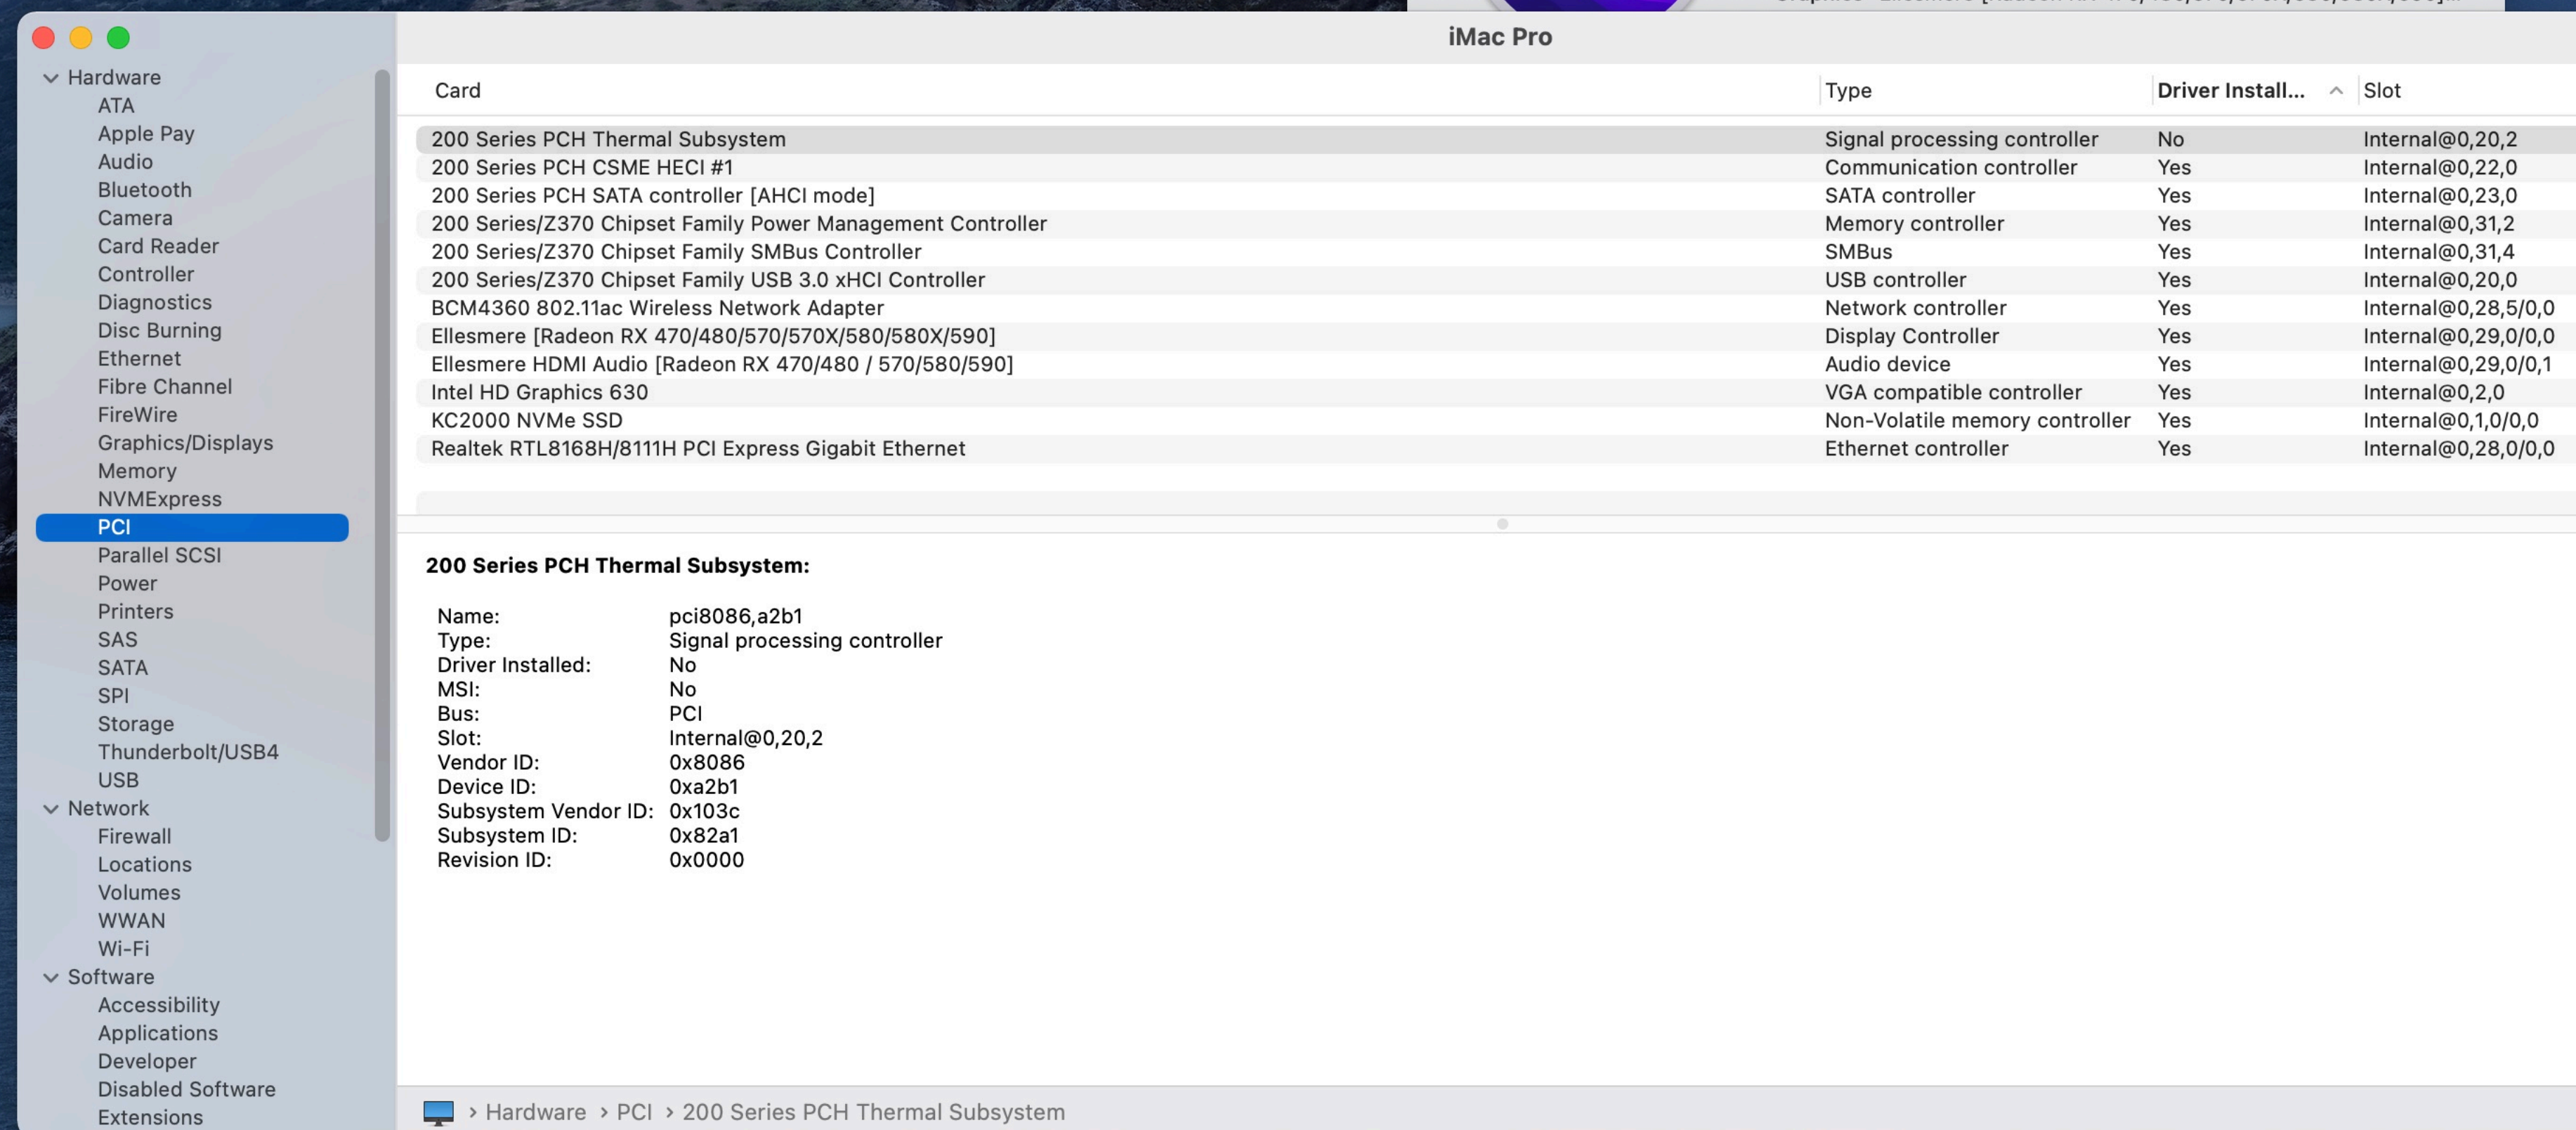 iMac Pro
Hardware
ATA
Apple Pay
Audio
Bluetooth
Camera
Card Reader
Controller
Diagnostics
Disc Burning
Ethernet
Fibre Channel
FireWire
Graphics/Displays
Memory
NVMExpress
PCI
Parallel SCSI
Power
Printers
SAS
SATA
SPI
Storage
Thunderbolt/USB4
USB
Network
Firewall
Locations
Volumes
WWAN
Wi-Fi
Software
Accessibility
Applications
Developer
Disabled Software
Extensions
Card Type Driver Install... Slot
200 Series PCH Thermal Subsystem Signal processing controller No Internal@0,20,2
200 Series PCH CSME HECI #1 Communication controller Yes Internal@0,22,0
200 Series PCH SATA controller [AHCI mode] SATA controller Yes Internal@0,23,0
200 Series/Z370 Chipset Family Power Management Controller Memory controller Yes Internal@0,31,2
200 Series/Z370 Chipset Family SMBus Controller SMBus Yes Internal@0,31,4
200 Series/Z370 Chipset Family USB 3.0 xHCI Controller USB controller Yes Internal@0,20,0
BCM4360 802.11ac Wireless Network Adapter Network controller Yes Internal@0,28,5/0,0
Ellesmere [Radeon RX 470/480/570/570X/580/580X/590] Display Controller Yes Internal@0,29,0/0,0
Ellesmere HDMI Audio [Radeon RX 470/480 / 570/580/590] Audio device Yes Internal@0,29,0/0,1
Intel HD Graphics 630 VGA compatible controller Yes Internal@0,2,0
KC2000 NVMe SSD Non-Volatile memory controller Yes Internal@0,1,0/0,0
Realtek RTL8168H/8111H PCI Express Gigabit Ethernet Ethernet controller Yes Internal@0,28,0/0,0
200 Series PCH Thermal Subsystem:
Name: pci8086,a2b1
Type: Signal processing controller
Driver Installed: No
MSI: No
Bus: PCI
Slot: Internal@0,20,2
Vendor ID: 0x8086
Device ID: 0xa2b1
Subsystem Vendor ID: 0x103c
Subsystem ID: 0x82a1
Revision ID: 0x0000
› Hardware › PCI › 200 Series PCH Thermal Subsystem